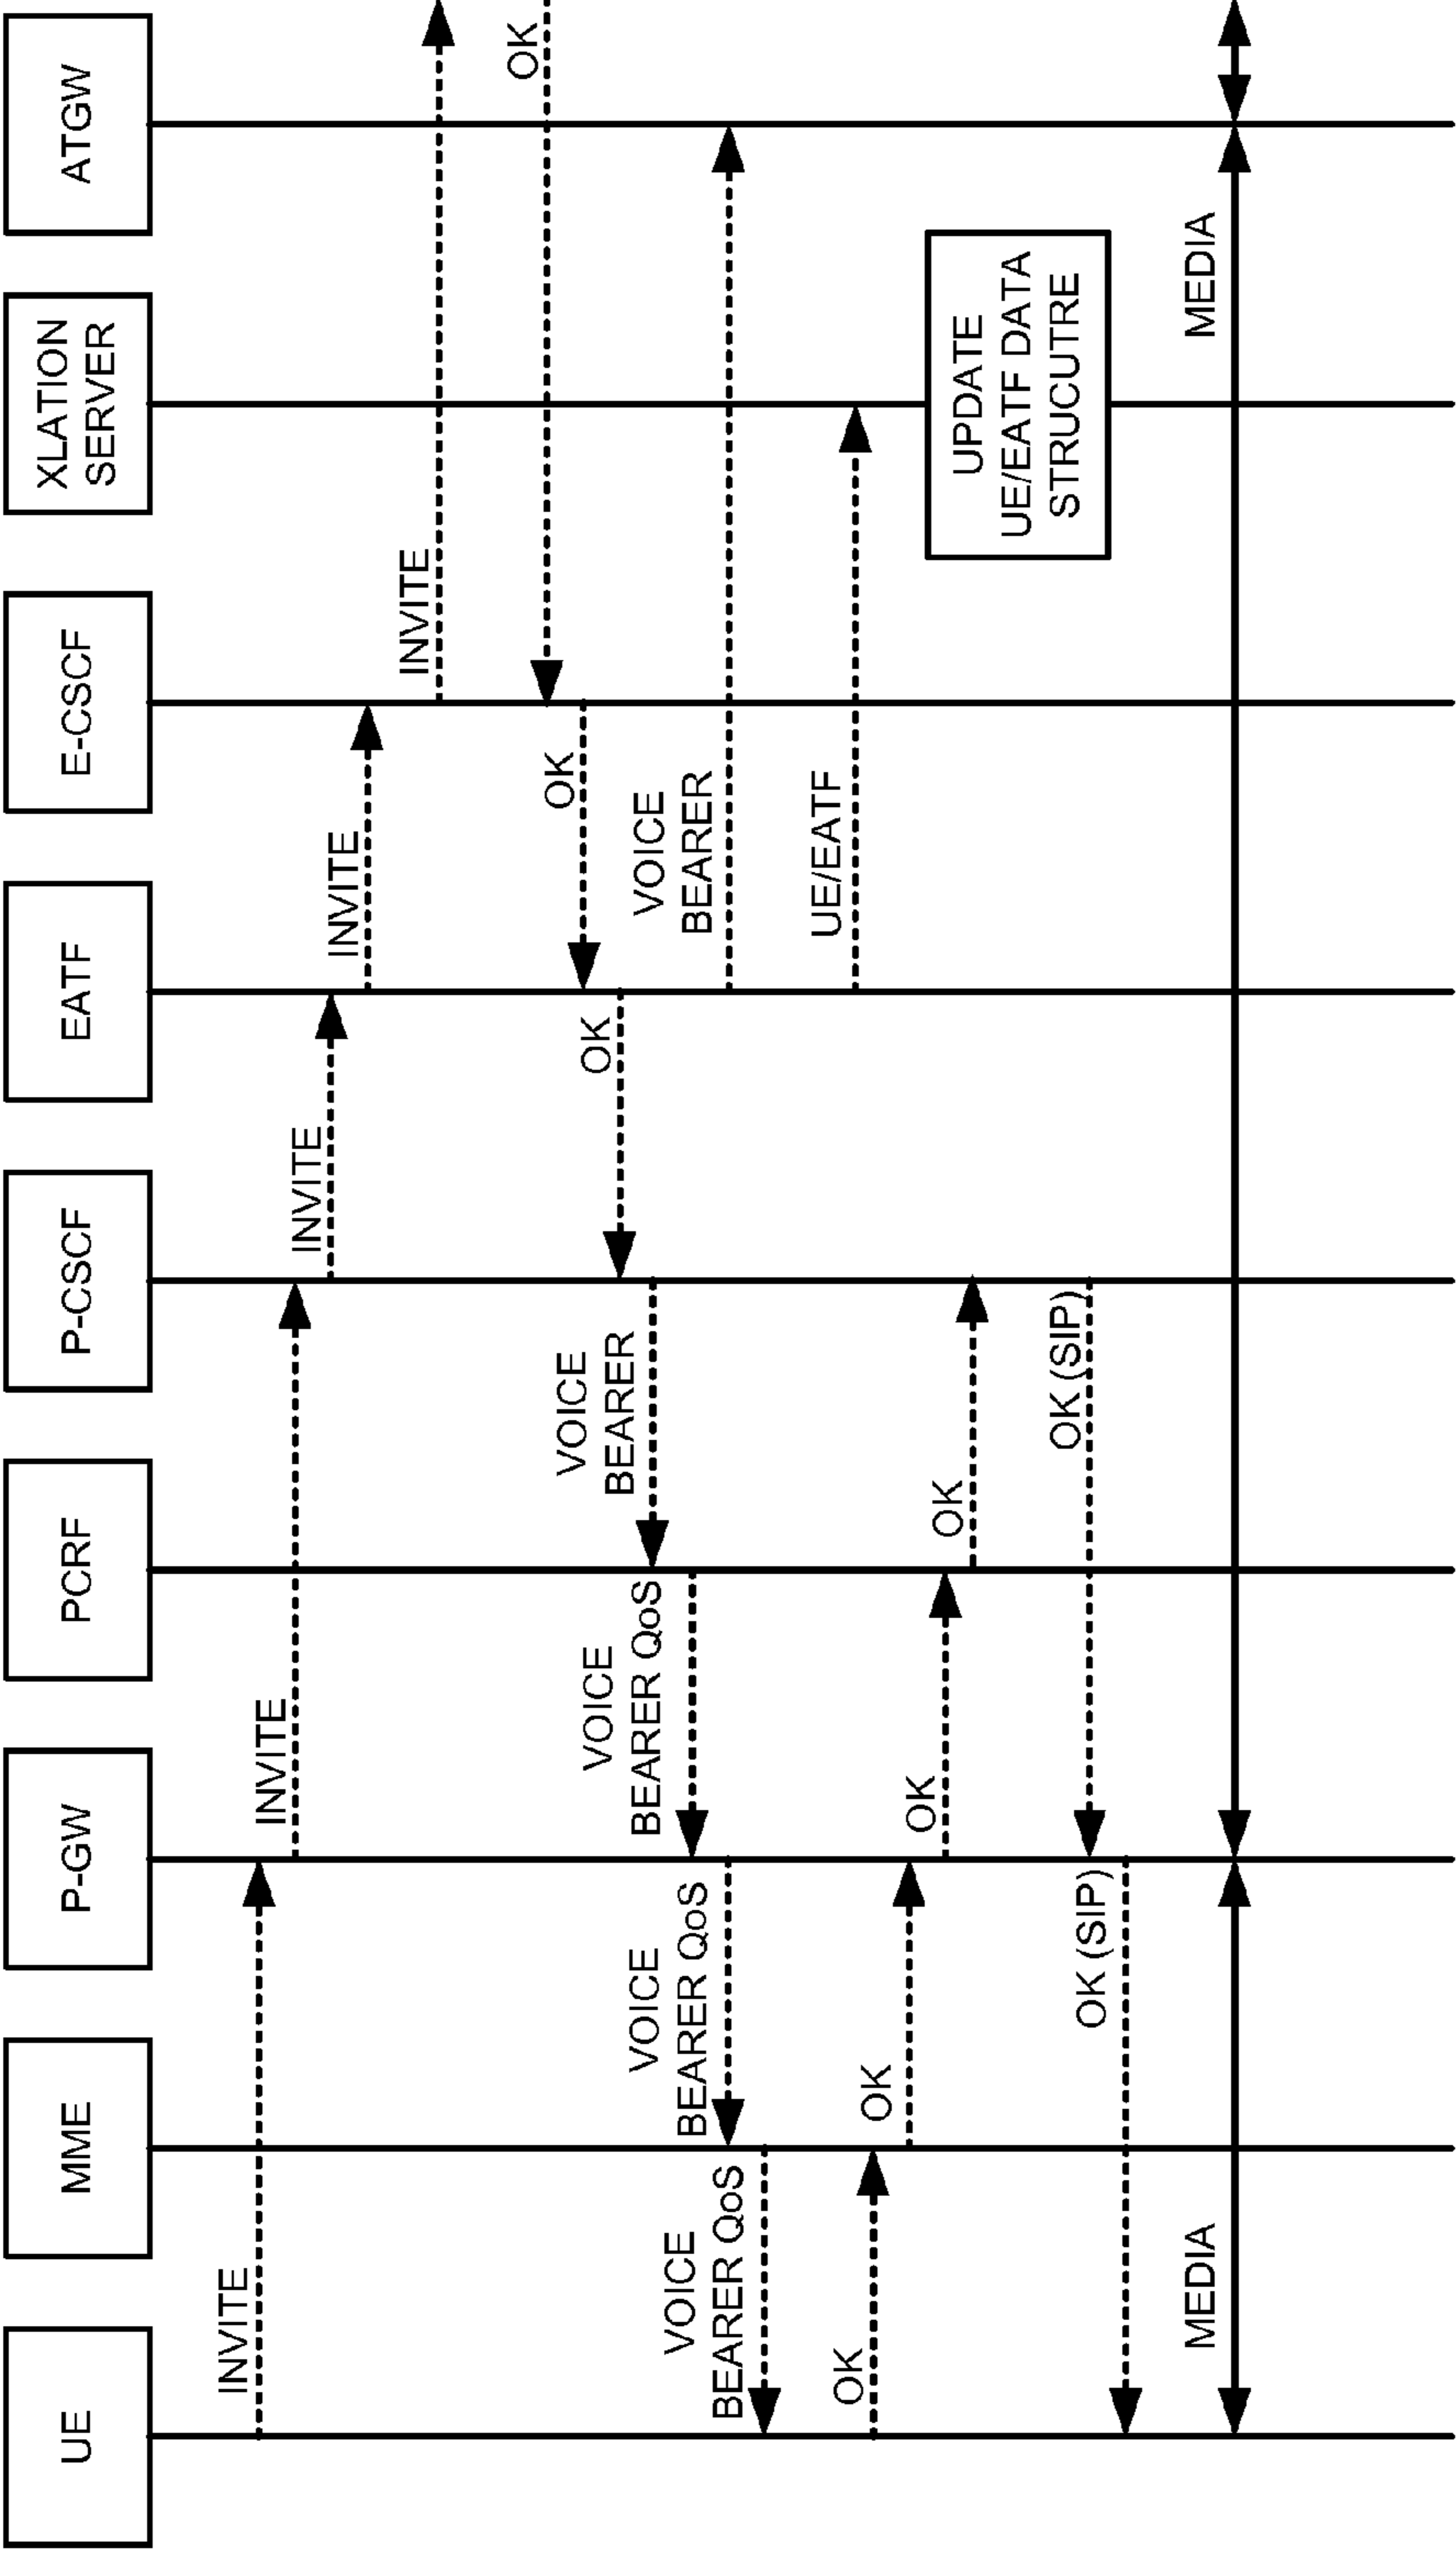 UE
MME
P-GW
PCRF
P-CSCF
EATF
E-CSCF
XLATION
SERVER
ATGW
INVITE
INVITE
INVITE
INVITE
INVITE
OK
OK
OK
VOICE
BEARER
VOICE
BEARER QoS
VOICE
BEARER
VOICE
BEARER QoS
VOICE
BEARER QoS
UE/EATF
OK
OK
OK
OK
UPDATE
UE/EATF DATA
STRUCUTRE
OK (SIP)
OK (SIP)
MEDIA
MEDIA